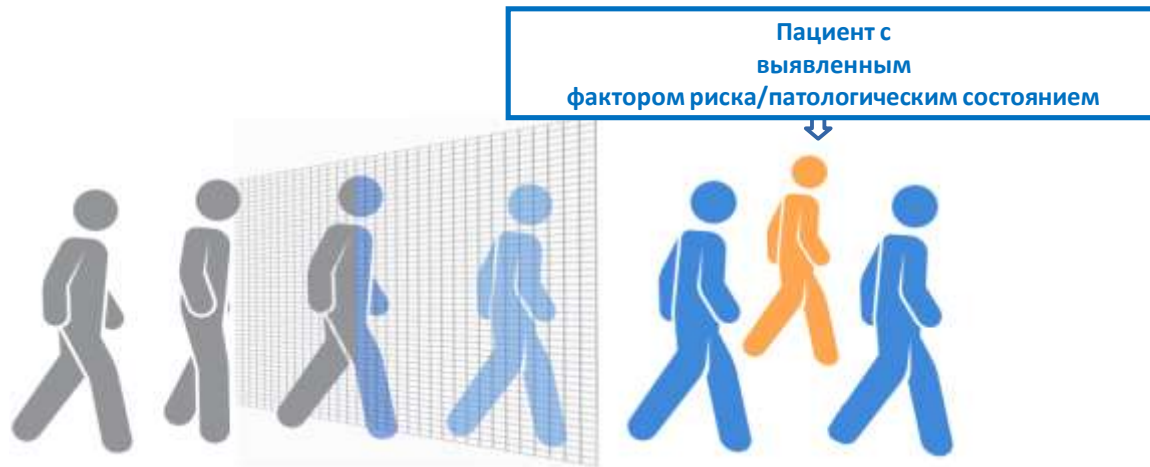 Пациент с
выявленным
фактором риска/патологическим состоянием